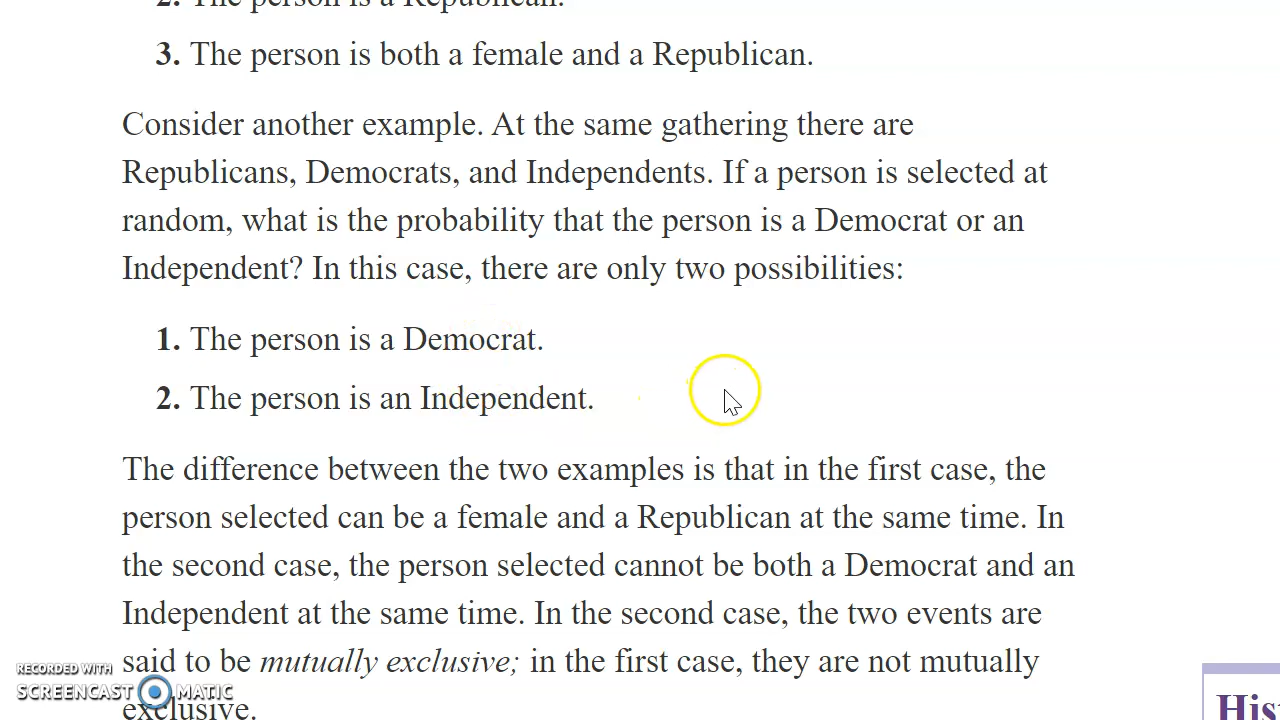 2. The person is a Republican.
3. The person is both a female and a Republican.
Consider another example. At the same gathering there are
Republicans, Democrats, and Independents. If a person is selected at
random, what is the probability that the person is a Democrat or an
Independent? In this case, there are only two possibilities:
1. The person is a Democrat.
2. The person is an Independent.
The difference between the two examples is that in the first case, the
person selected can be a female and a Republican at the same time. In
the second case, the person selected cannot be both a Democrat and an
Independent at the same time. In the second case, the two events are
said to be mutually exclusive; in the first case, they are not mutually
exclusive.
RECORDED WITH
SCREENCAST MATIC
His